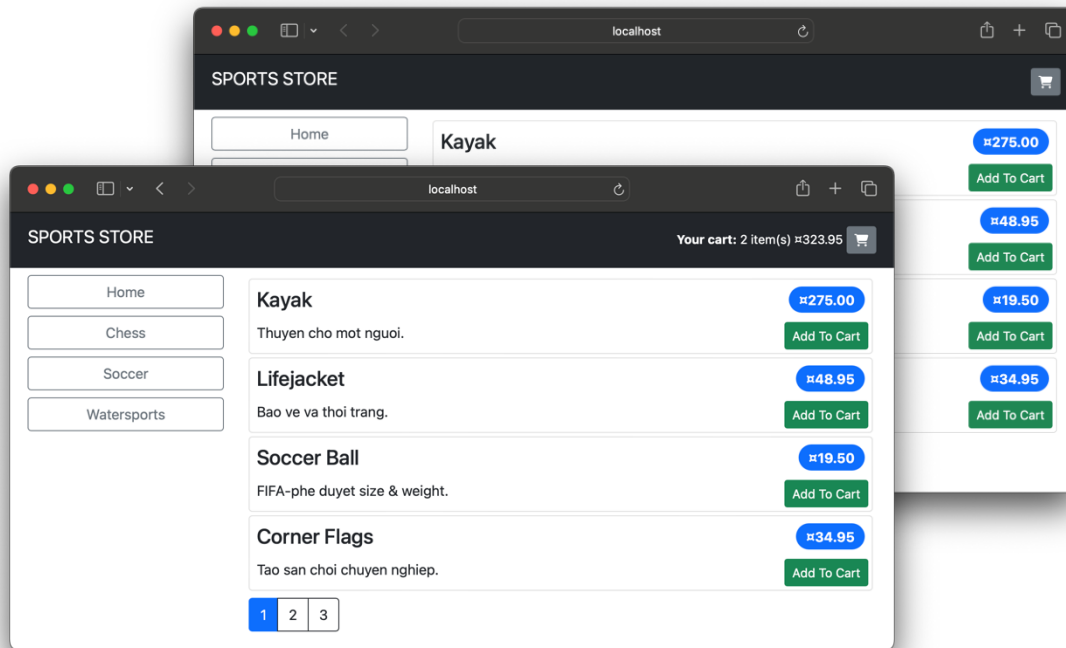 localhost
SPORTS STORE
Home
Kayak
¤275.00
Add To Cart
¤48.95
Add To Cart
¤19.50
Add To Cart
¤34.95
Add To Cart
localhost
SPORTS STORE
Your cart: 2 item(s) ¤323.95
Home
Chess
Soccer
Watersports
Kayak
¤275.00
Thuyen cho mot nguoi.
Add To Cart
Lifejacket
¤48.95
Bao ve va thoi trang.
Add To Cart
Soccer Ball
¤19.50
FIFA-phe duyet size & weight.
Add To Cart
Corner Flags
¤34.95
Tao san choi chuyen nghiep.
Add To Cart
1 2 3